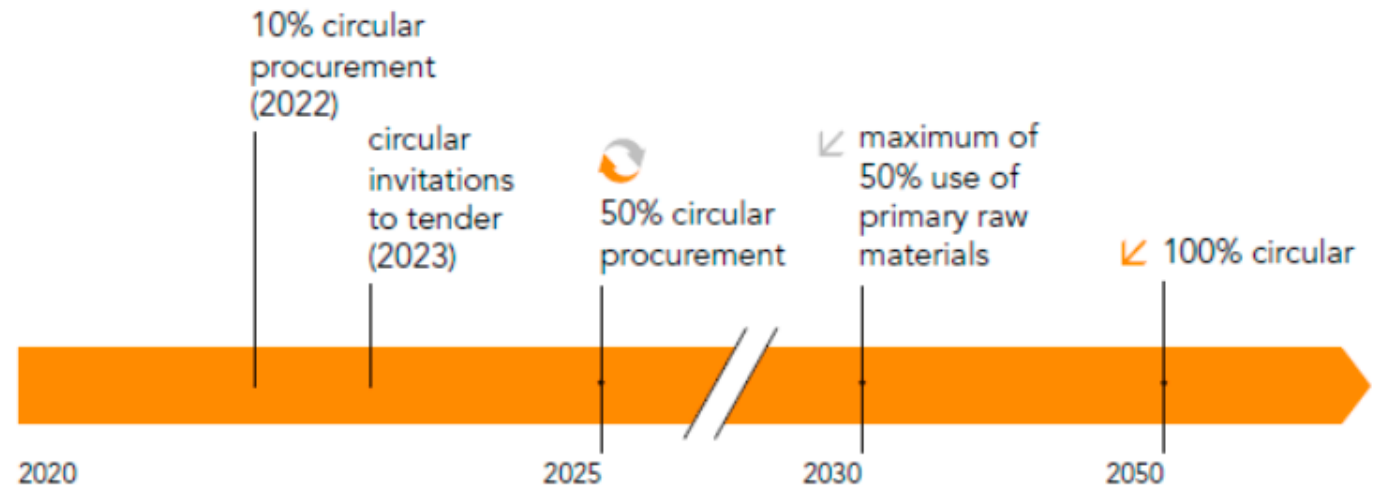 10% circular
procurement
(2022)
circular
invitations
to tender
(2023)
50% circular
procurement
maximum of
50% use of
primary raw
materials
100% circular
2020
2025
2030
2050